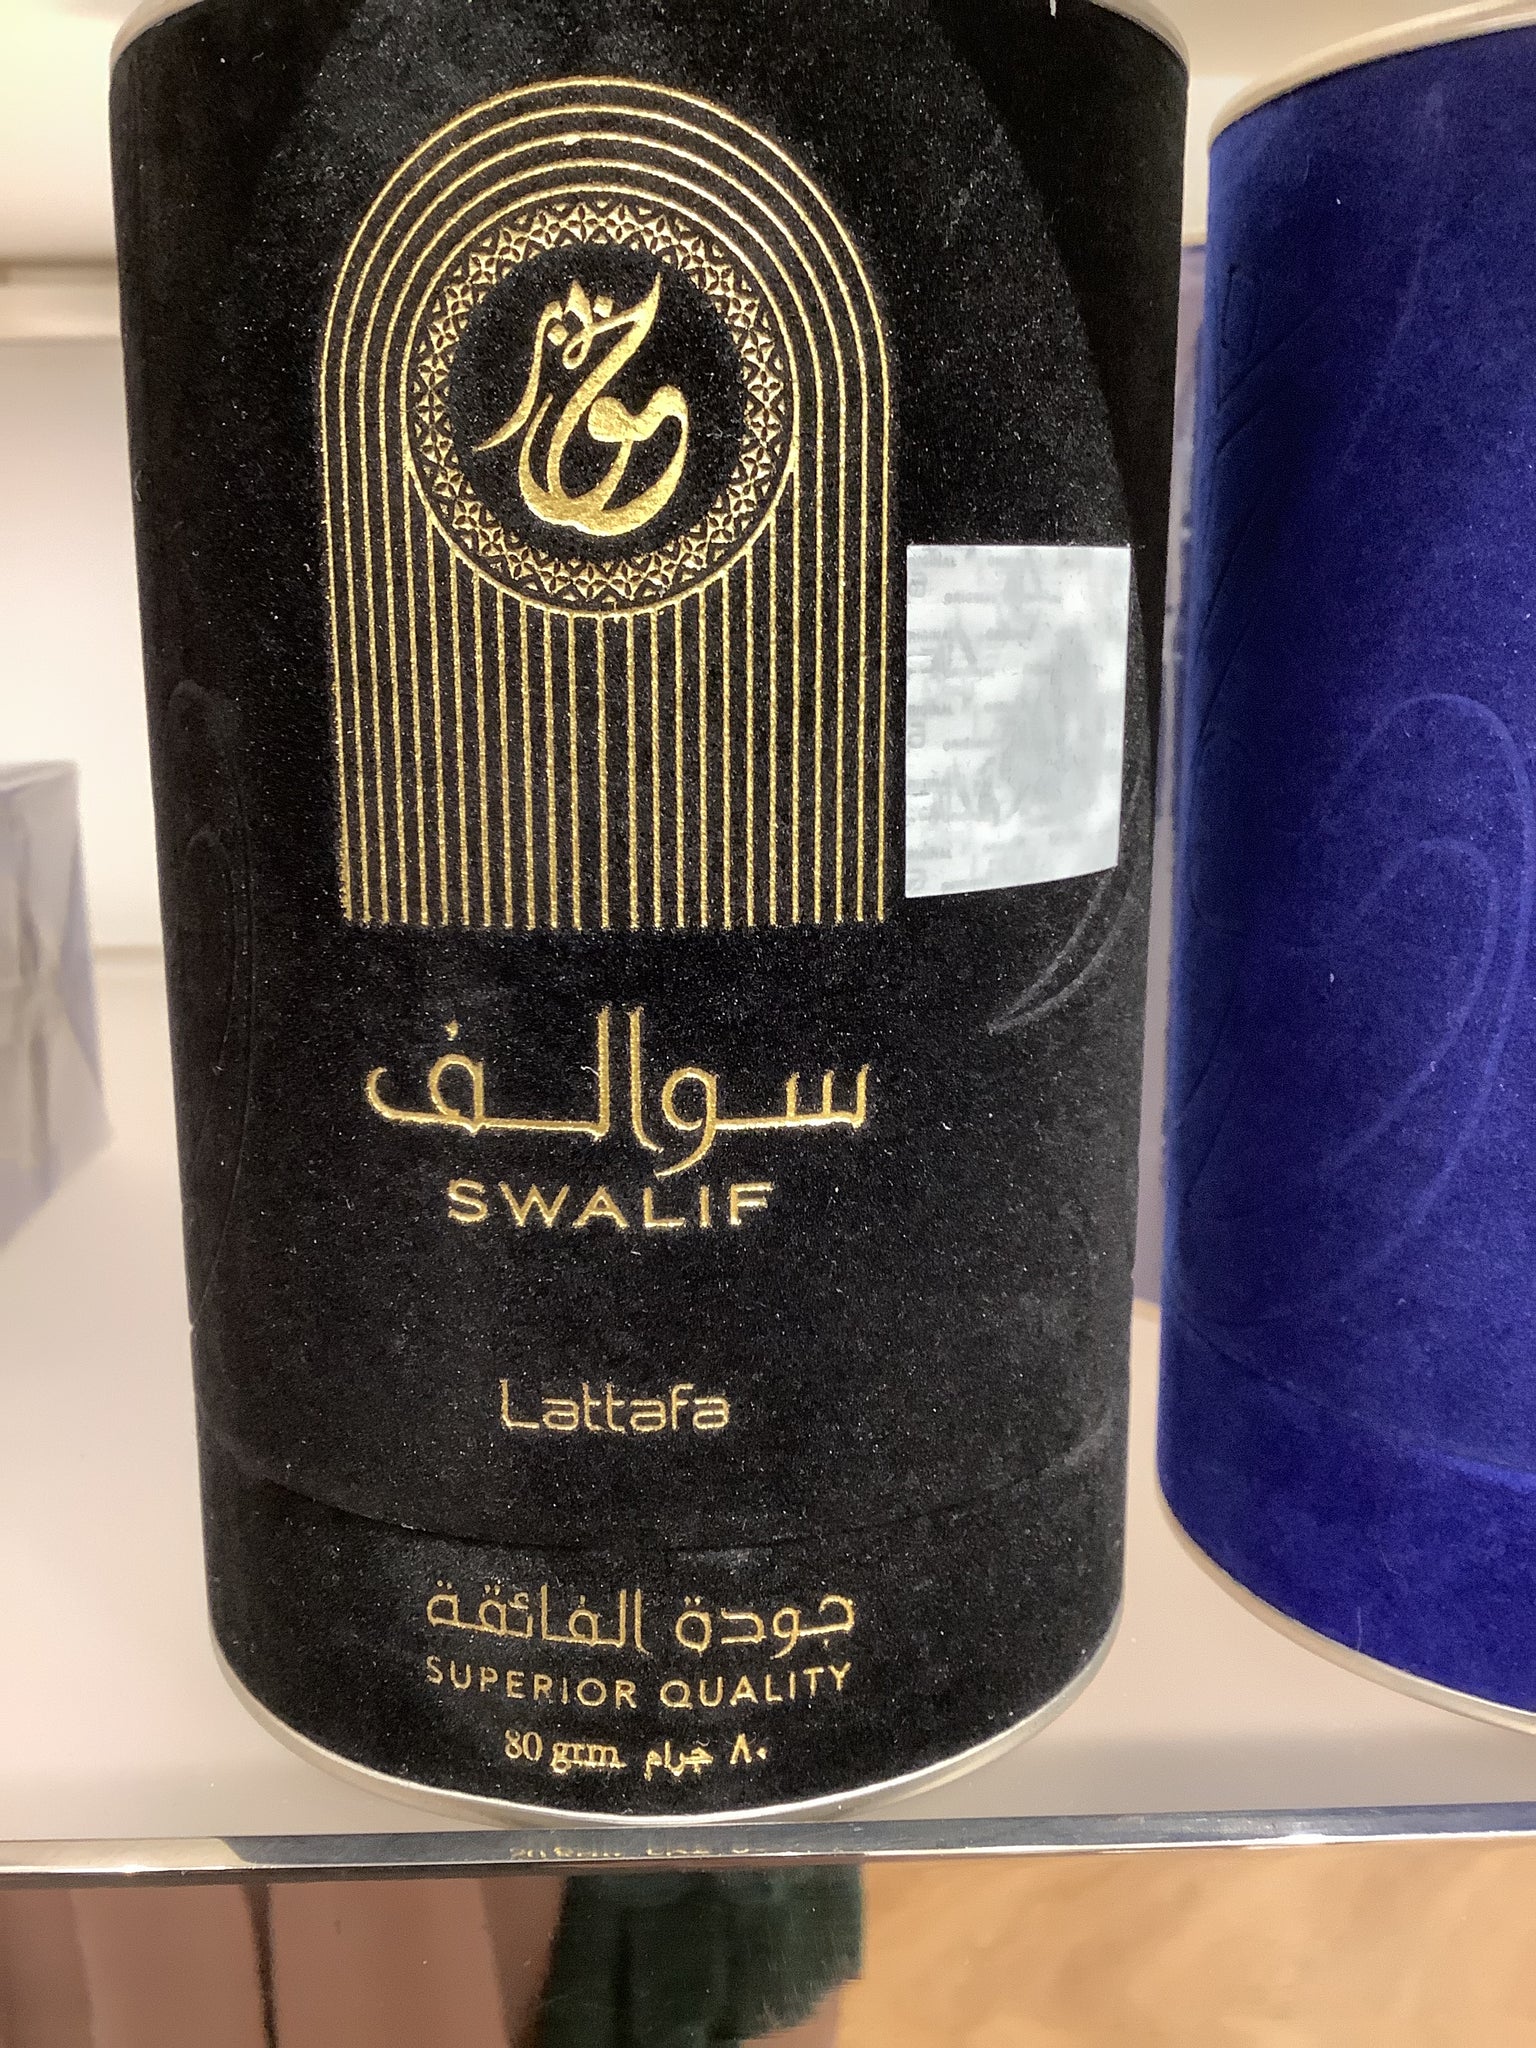 سوالف
SWALIF
Lattafa
جودة الفائقة
SUPERIOR QUALITY
80 grm جرام ٨٠